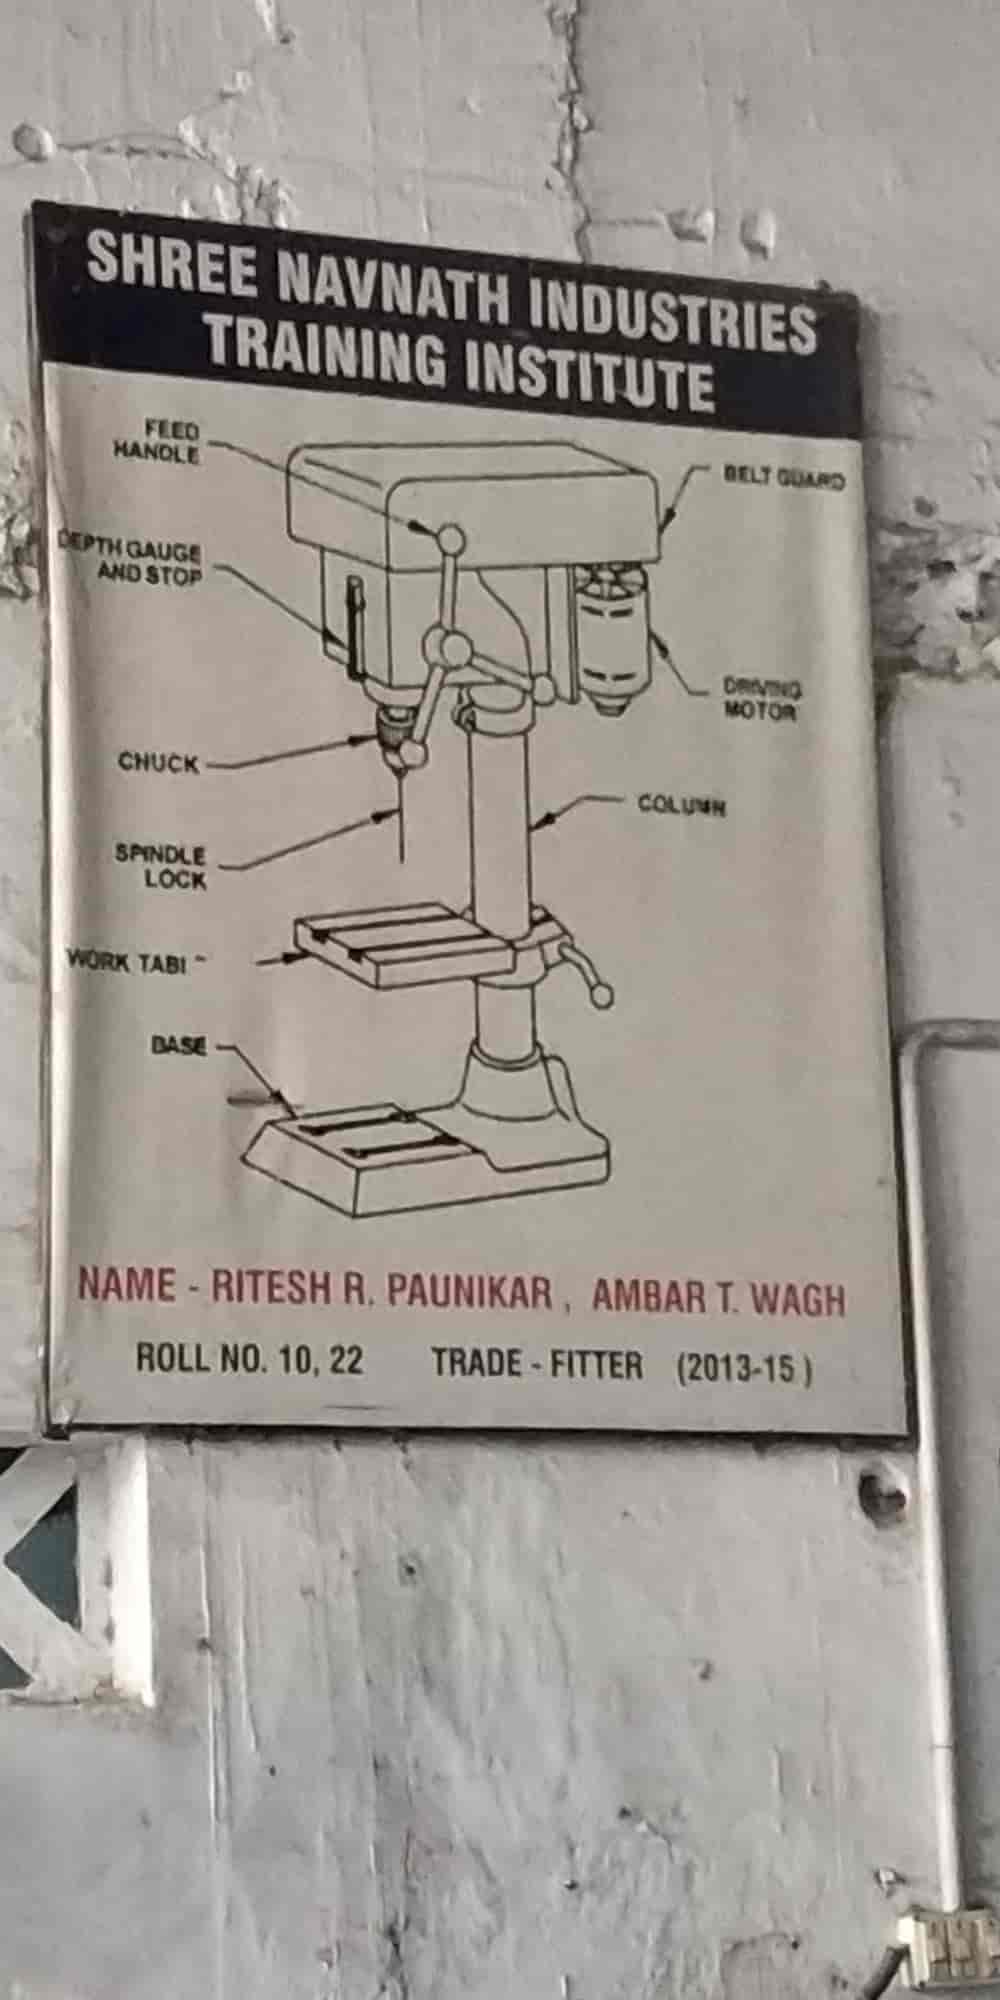 SHREE NAVNATH INDUSTRIES
TRAINING INSTITUTE
FEED
HANDLE
BELT GUARD
DEPTH GAUGE
AND STOP
DRIVING
MOTOR
CHUCK
COLUMN
SPINDLE
LOCK
WORK TABL
BASE
NAME - RITESH R. PAUNIKAR , AMBAR T. WAGH
ROLL NO. 10, 22 TRADE - FITTER (2013-15 )